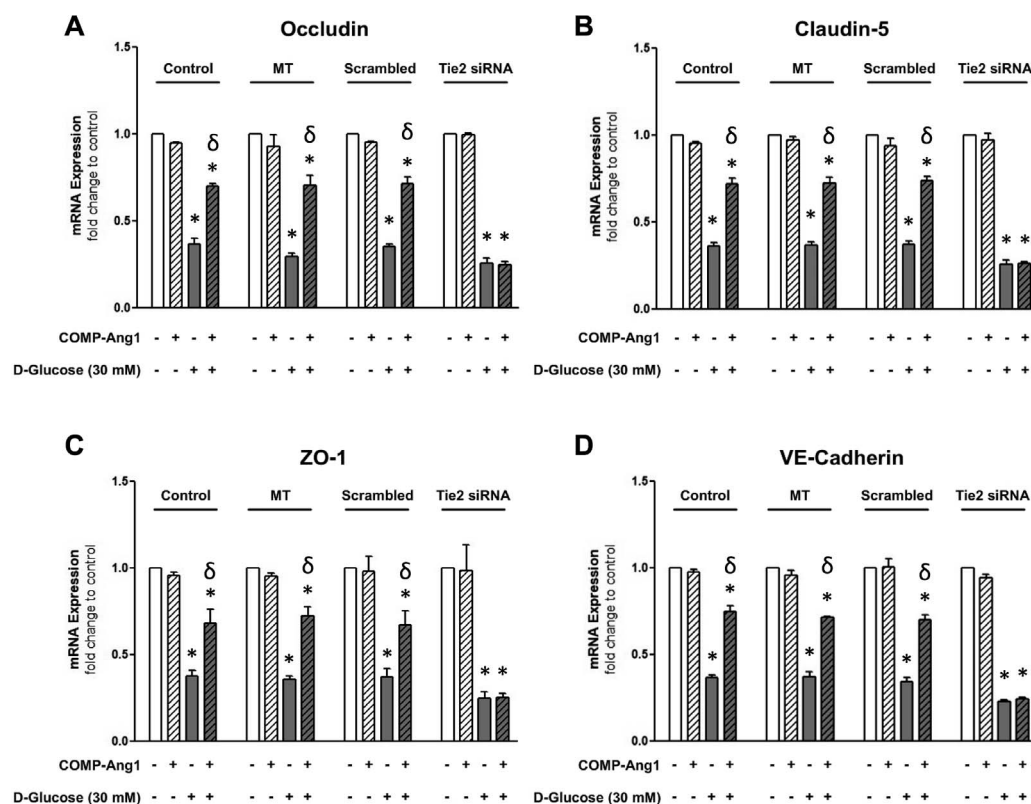 A
Occludin
Control MT Scrambled Tie2 siRNA
mRNA Expression
fold change to control
1.5
1.0
0.5
0.0
δ δ δ
* * * * * * * *
COMP-Ang1 - + - + - + - + - + - + - + - +
D-Glucose (30 mM) - - + + - - + + - - + + - - + +
B
Claudin-5
Control MT Scrambled Tie2 siRNA
mRNA Expression
fold change to control
1.5
1.0
0.5
0.0
δ δ δ
* * * * * * * *
COMP-Ang1 - + - + - + - + - + - + - + - +
D-Glucose (30 mM) - - + + - - + + - - + + - - + +
C
ZO-1
Control MT Scrambled Tie2 siRNA
mRNA Expression
fold change to control
1.5
1.0
0.5
0.0
δ δ δ
* * * * * * * *
COMP-Ang1 - + - + - + - + - + - + - + - +
D-Glucose (30 mM) - - + + - - + + - - + + - - + +
D
VE-Cadherin
Control MT Scrambled Tie2 siRNA
mRNA Expression
fold change to control
1.5
1.0
0.5
0.0
δ δ δ
* * * * * * * *
COMP-Ang1 - + - + - + - + - + - + - + - +
D-Glucose (30 mM) - - + + - - + + - - + + - - + +